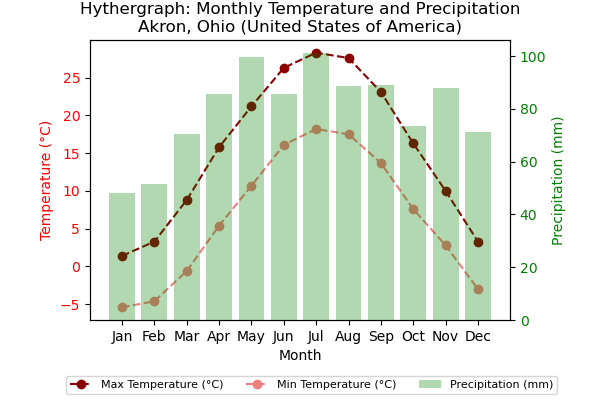 Hythergraph: Monthly Temperature and Precipitation
Akron, Ohio (United States of America)
Temperature (°C)
25
20
15
10
5
0
−5
Precipitation (mm)
100
80
60
40
20
0
Jan Feb Mar Apr May Jun Jul Aug Sep Oct Nov Dec
Month
Max Temperature (°C) Min Temperature (°C) Precipitation (mm)